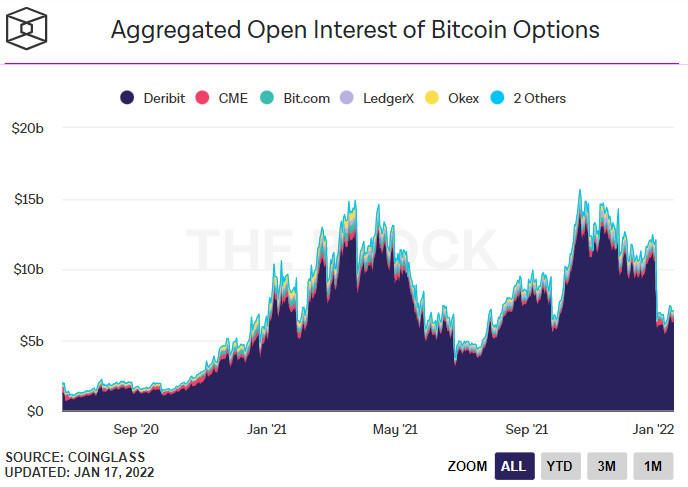 Aggregated Open Interest of Bitcoin Options
Deribit CME Bit.com LedgerX Okex 2 Others
$20b
$15b
THE BLOCK
$10b
$5b
$0
Sep '20 Jan '21 May '21 Sep '21 Jan '22
SOURCE: COINGLASS
UPDATED: JAN 17, 2022
ZOOM ALL YTD 3M 1M